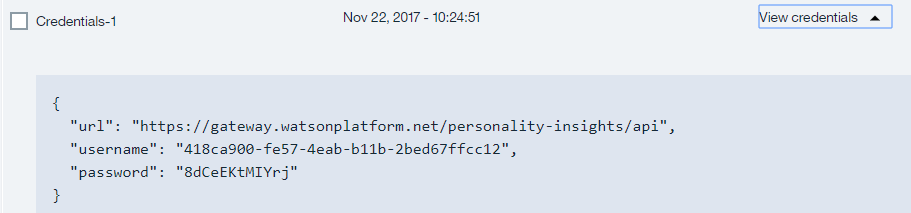 Credentials-1 Nov 22, 2017 - 10:24:51 View credentials ▲
{
"url": "https://gateway.watsonplatform.net/personality-insights/api",
"username": "418ca900-fe57-4eab-b11b-2bed67ffcc12",
"password": "8dCeEKtMIYrj"
}